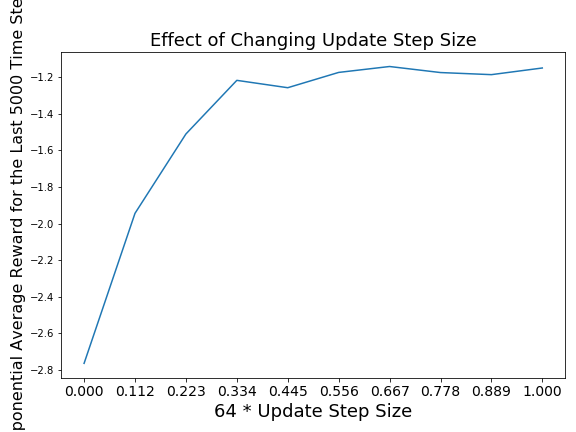 Effect of Changing Update Step Size
ponential Average Reward for the Last 5000 Time Ste
−1.2
−1.4
−1.6
−1.8
−2.0
−2.2
−2.4
−2.6
−2.8
0.000 0.112 0.223 0.334 0.445 0.556 0.667 0.778 0.889 1.000
64 * Update Step Size